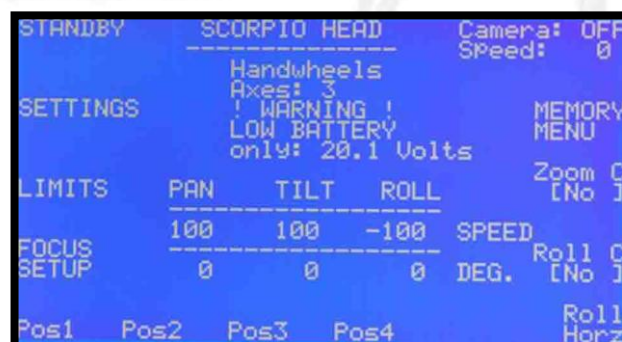 STANDBY SCORPIO HEAD Camera: OFF
Speed: 0
Handwheels
Axes: 3
SETTINGS ! WARNING ! MEMORY
LOW BATTERY MENU
only: 20.1 Volts
Zoom C
LIMITS PAN TILT ROLL [No ]
100 100 -100 SPEED
FOCUS Roll C
SETUP 0 0 0 DEG. [No ]
Roll
Pos1 Pos2 Pos3 Pos4 Horz